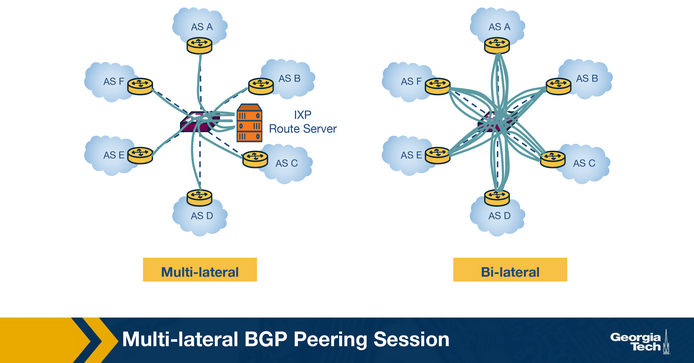 AS A
AS F
AS B
IXP
Route Server
AS E
AS C
AS D
Multi-lateral
AS A
AS F
AS B
AS E
AS C
AS D
Bi-lateral
Multi-lateral BGP Peering Session
Georgia
Tech